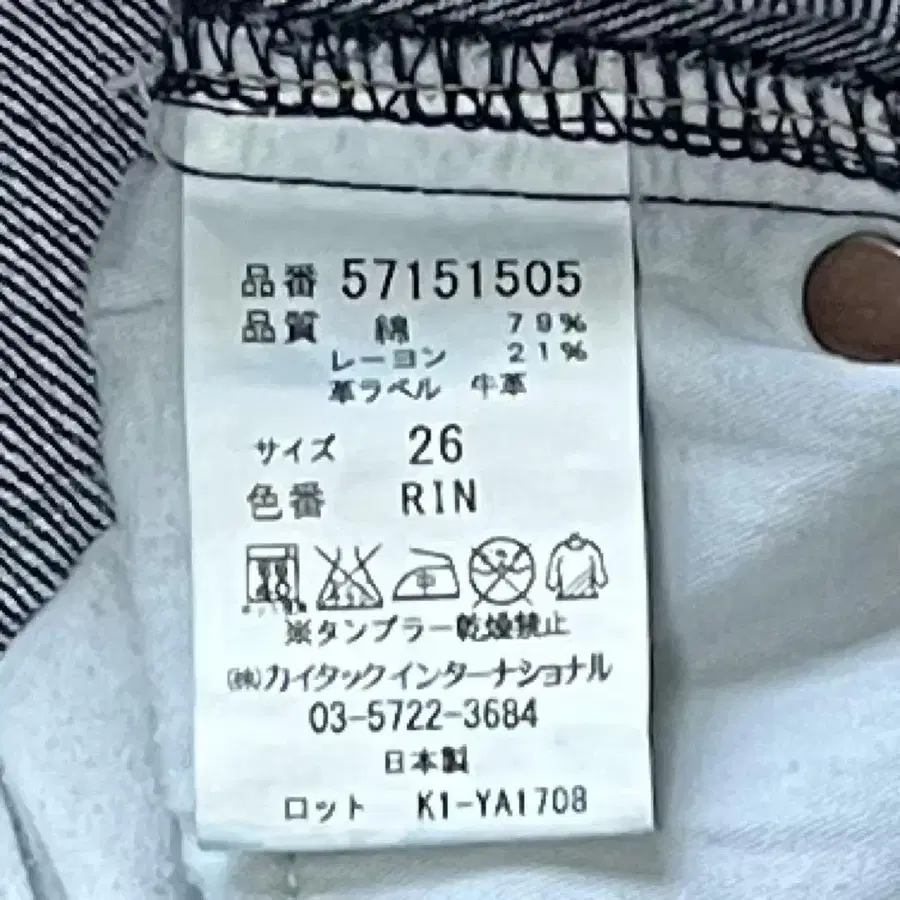 品番 57151505
品質 綿 79%
レーヨン 21%
革ラベル 牛革
サイズ 26
色番 RIN
中
※タンブラー乾燥禁止
㈱カイタックインターナショナル
03-5722-3684
日本製
ロット K1-YA1708